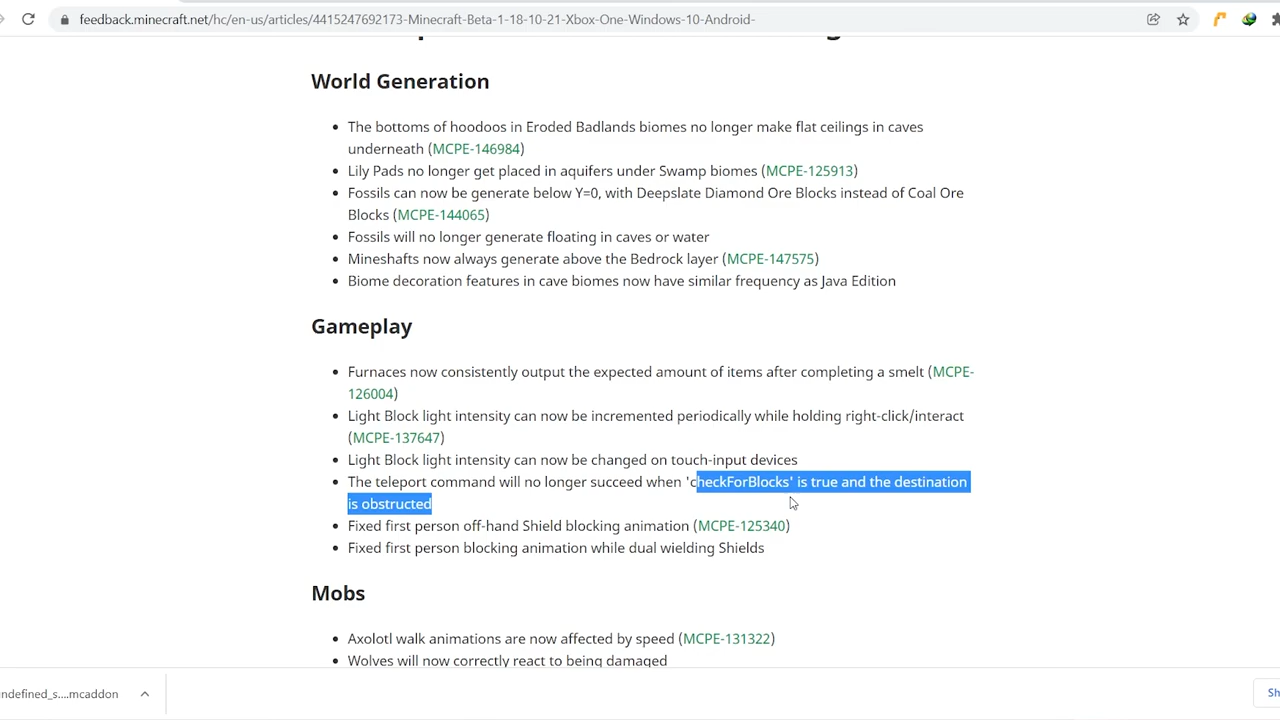 feedback.minecraft.net/hc/en-us/articles/4415247692173-Minecraft-Beta-1-18-10-21-Xbox-One-Windows-10-Android-
World Generation
The bottoms of hoodoos in Eroded Badlands biomes no longer make flat ceilings in caves
underneath (MCPE-146984)
Lily Pads no longer get placed in aquifers under Swamp biomes (MCPE-125913)
Fossils can now be generate below Y=0, with Deepslate Diamond Ore Blocks instead of Coal Ore
Blocks (MCPE-144065)
Fossils will no longer generate floating in caves or water
Mineshafts now always generate above the Bedrock layer (MCPE-147575)
Biome decoration features in cave biomes now have similar frequency as Java Edition
Gameplay
Furnaces now consistently output the expected amount of items after completing a smelt (MCPE-
126004)
Light Block light intensity can now be incremented periodically while holding right-click/interact
(MCPE-137647)
Light Block light intensity can now be changed on touch-input devices
The teleport command will no longer succeed when 'checkForBlocks' is true and the destination
is obstructed
Fixed first person off-hand Shield blocking animation (MCPE-125340)
Fixed first person blocking animation while dual wielding Shields
Mobs
Axolotl walk animations are now affected by speed (MCPE-131322)
Wolves will now correctly react to being damaged
ndefined_s....mcaddon
Sh